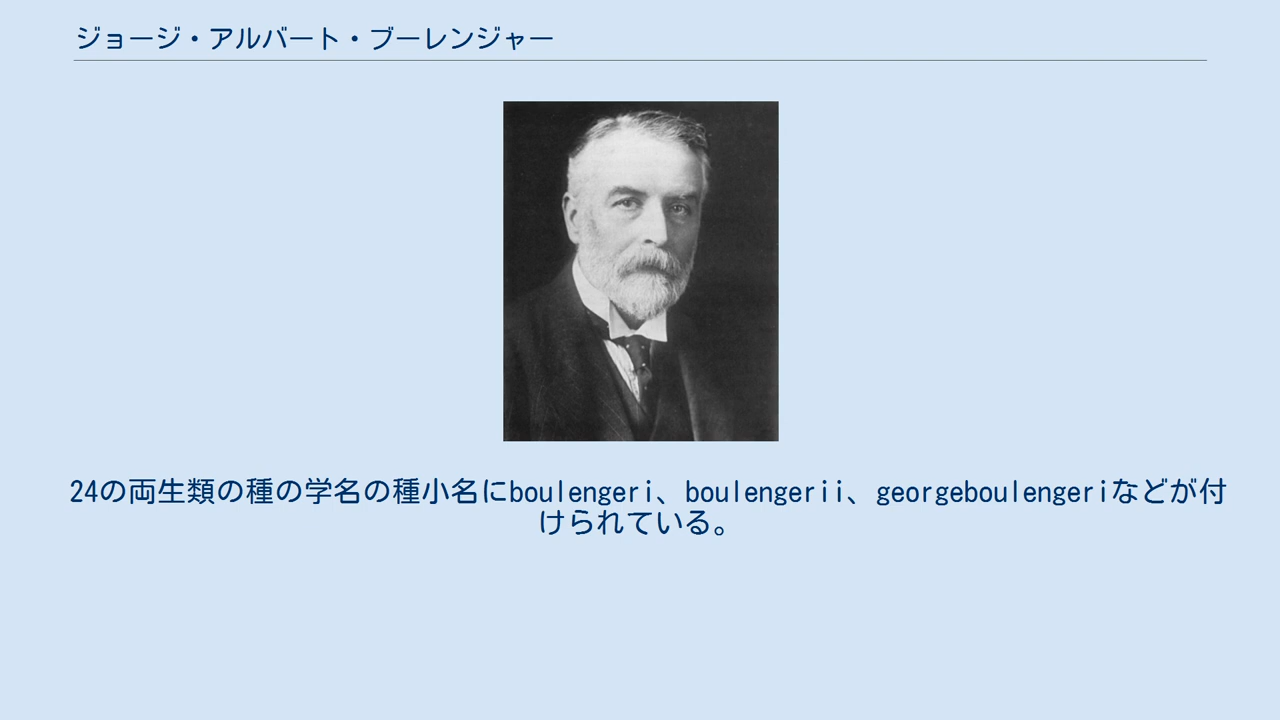 ジョージ・アルバート・ブーレンジャー
24の両生類の種の学名の種小名にboulengeri、boulengerii、georgeboulengeriなどが付
けられている。